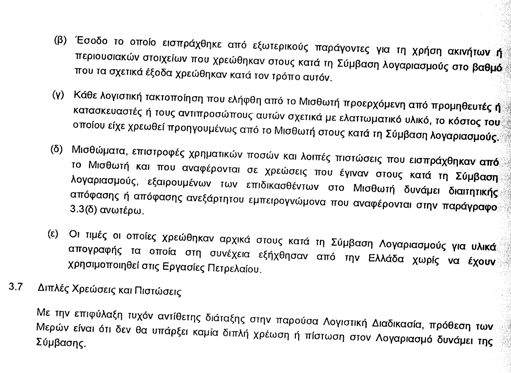 (β) Έσοδο το οποίο εισπράχθηκε από εξωτερικούς παράγοντες για τη χρήση ακινήτων ή
περιουσιακών στοιχείων που χρεώθηκαν στους κατά τη Σύμβαση λογαριασμούς στο βαθμό
που τα σχετικά έξοδα χρεώθηκαν κατά τον τρόπο αυτόν.
(γ) Κάθε λογιστική τακτοποίηση που ελήφθη από το Μισθωτή προερχόμενη από προμηθευτές ή
κατασκευαστές ή τους αντιπροσώπους αυτών σχετικά με ελαττωματικό υλικό, το κόστος του
οποίου είχε χρεωθεί προηγουμένως από το Μισθωτή στους κατά τη Σύμβαση λογαριασμούς.
(δ) Μισθώματα, επιστροφές χρηματικών ποσών και λοιπές πιστώσεις που εισπράχθηκαν από
το Μισθωτή και που αναφέρονται σε χρεώσεις που έγιναν στους κατά τη Σύμβαση
λογαριασμούς, εξαιρουμένων των επιδικασθέντων στο Μισθωτή δυνάμει διαιτητικής
απόφασης ή απόφασης ανεξάρτητου εμπειρογνώμονα που αναφέρονται στην παράγραφο
3.3(δ) ανωτέρω.
(ε) Οι τιμές οι οποίες χρεώθηκαν αρχικά στους κατά τη Σύμβαση Λογαριασμούς για υλικά
απογραφής τα οποία στη συνέχεια εξήχθησαν από την Ελλάδα χωρίς να έχουν
χρησιμοποιηθεί στις Εργασίες Πετρελαίου.
3.7 Διπλές Χρεώσεις και Πιστώσεις
Με την επιφύλαξη τυχόν αντίθετης διάταξης στην παρούσα Λογιστική Διαδικασία, πρόθεση των
Μερών είναι ότι δεν θα υπάρξει καμία διπλή χρέωση ή πίστωση στον Λογαριασμό δυνάμει της
Σύμβασης.